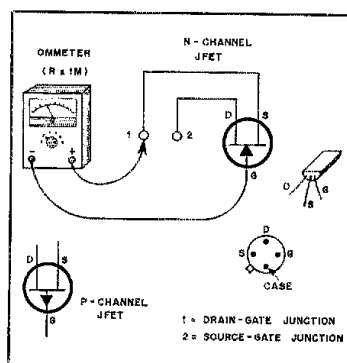 N - CHANNEL
JFET
OMMETER
(R x 1M)
1
2
D
S
G
- +
D
S
G
D
S
G
CASE
D
S
G
P - CHANNEL
JFET
1 = DRAIN-GATE JUNCTION
2 = SOURCE-GATE JUNCTION